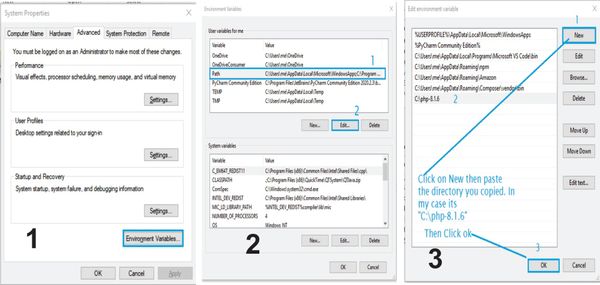 System Properties
Computer Name Hardware Advanced System Protection Remote
You must be logged on as an Administrator to make most of these changes.
Performance
Visual effects, processor scheduling, memory usage, and virtual memory
Settings...
User Profiles
Desktop settings related to your sign-in
Settings...
Startup and Recovery
System startup, system failure, and debugging information
Settings...
1
Environment Variables...
OK Cancel Apply
Environment Variables
User variables for me
Variable Value
OneDrive C:\Users\me\OneDrive
OneDriveConsumer C:\Users\me\OneDrive
Path C:\Users\me\AppData\Local\Microsoft\WindowsApps;C:\Program ...
PyCharm Community Edition C:\Program Files\JetBrains\PyCharm Community Edition 2020.2.3\b...
TEMP C:\Users\me\AppData\Local\Temp
TMP C:\Users\me\AppData\Local\Temp
1
2
New... Edit... Delete
System variables
Variable Value
C_EM64T_REDIST11 C:\Program Files (x86)\Common Files\Intel\Shared Files\cpp\
CLASSPATH .;C:\Program Files (x86)\QuickTime\QTSystem\QTJava.zip
ComSpec C:\Windows\system32\cmd.exe
INTEL_DEV_REDIST C:\Program Files (x86)\Common Files\Intel\Shared Libraries\
MIC_LD_LIBRARY_PATH %INTEL_DEV_REDIST%compiler\lib\mic
NUMBER_OF_PROCESSORS 4
OS Windows NT
2
New... Edit... Delete
OK Cancel
Edit environment variable
1
%USERPROFILE%\AppData\Local\Microsoft\WindowsApps
%PyCharm Community Edition%
C:\Users\me\AppData\Local\Programs\Microsoft VS Code\bin
C:\Users\me\AppData\Roaming\npm
C:\Users\me\AppData\Roaming\Amazon
C:\Users\me\AppData\Roaming\Composer\vendor\bin
C:\php-8.1.6 2
New
Edit
Browse...
Delete
Move Up
Move Down
Edit text...
Click on New then paste
the directory you copied. In
my case its
"C:\php-8.1.6"
Then Click ok
3
3
OK Cancel